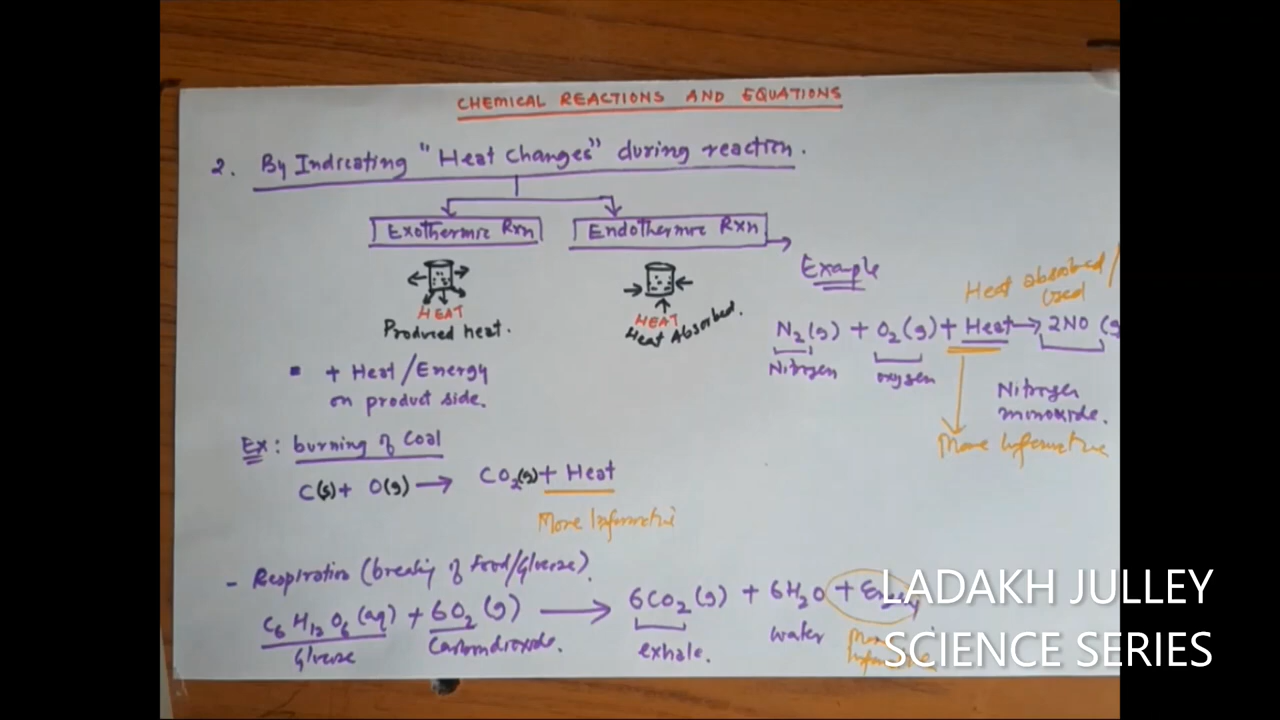 CHEMICAL REACTIONS AND EQUATIONS
2. By Indicating "Heat Changes" during reaction.
Exothermic Rxn
Endothermic Rxn
HEAT
Produced heat.
HEAT
Heat Absorbed.
Example
Heat absorbed/
Used
N₂(g) + O₂(g) + Heat → 2NO (g
Nitrogen
oxygen
Nitrogen
monoxide.
More Informative
+ Heat/Energy
on product side.
Ex: burning of Coal
C(s) + O(g) → CO₂(g) + Heat
More Informative
- Respiration (breaking of Food/Glucose).
C₆H₁₂O₆(aq) + 6O₂(g) → 6CO₂(g) + 6H₂O +
Glucose
Carbondioxide.
exhale.
water
LADAKH JULLEY
SCIENCE SERIES